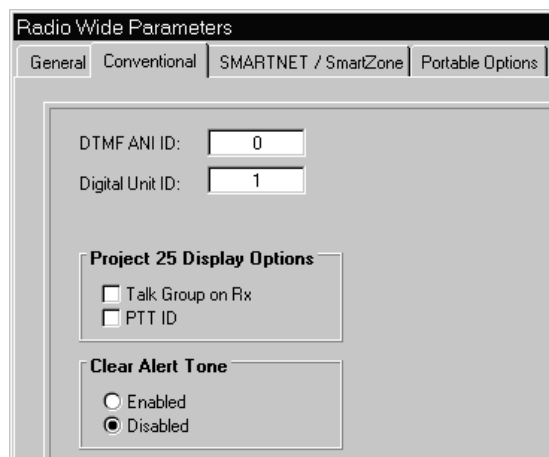 Radio Wide Parameters
General Conventional SMARTNET / SmartZone Portable Options
DTMF ANI ID: 0
Digital Unit ID: 1
Project 25 Display Options
Talk Group on Rx
PTT ID
Clear Alert Tone
Enabled
Disabled